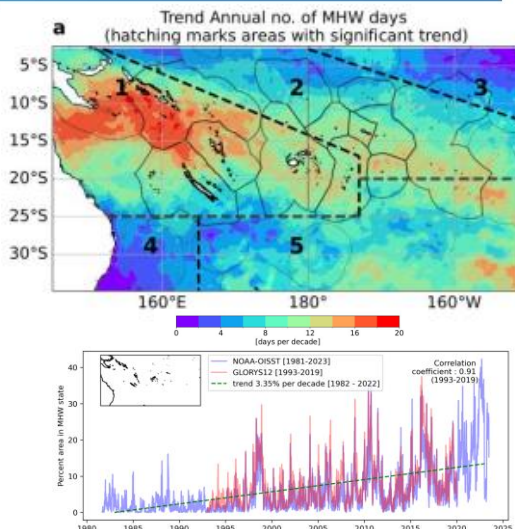 Trend Annual no. of MHW days
(hatching marks areas with significant trend)
a
5°S
10°S
15°S
20°S
25°S
30°S
1
2
3
4
5
160°E
180°
160°W
0
4
8
12
16
20
[days per decade]
NOAA-OISST [1981-2023]
GLORYS12 [1993-2019]
trend 3.35% per decade [1982 - 2022]
Correlation
coefficient : 0.91
(1993-2019)
Percent area in MHW state
40
30
20
10
0
1980
1985
1990
1995
2000
2005
2010
2015
2020
2025